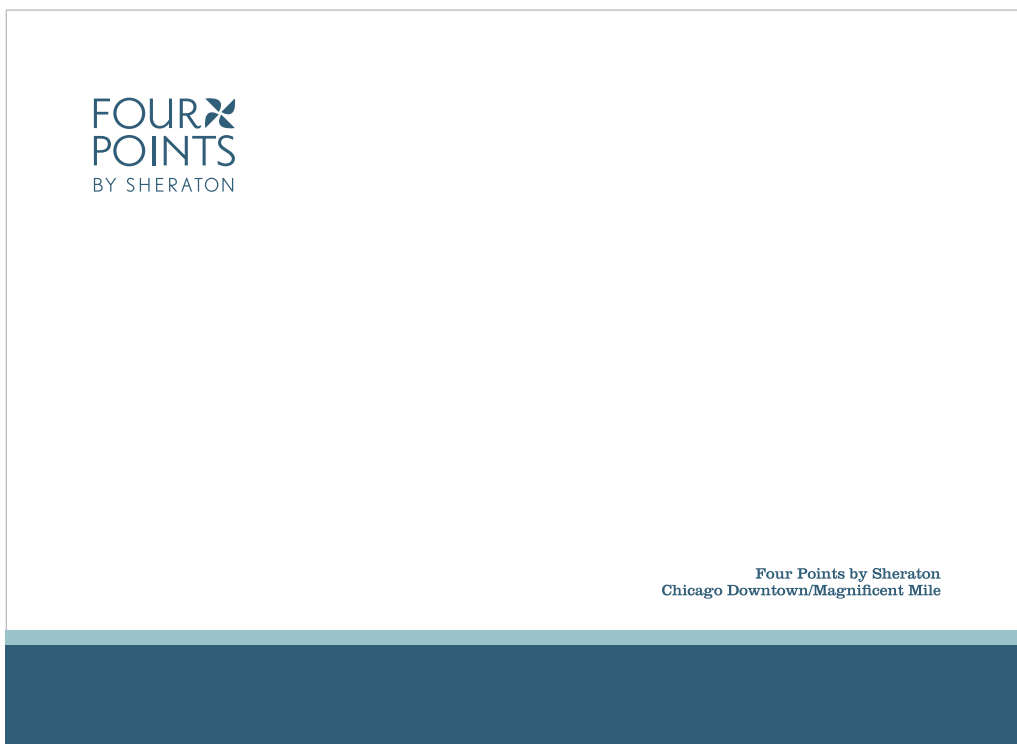 FOUR
POINTS
BY SHERATON
Four Points by Sheraton
Chicago Downtown/Magnificent Mile